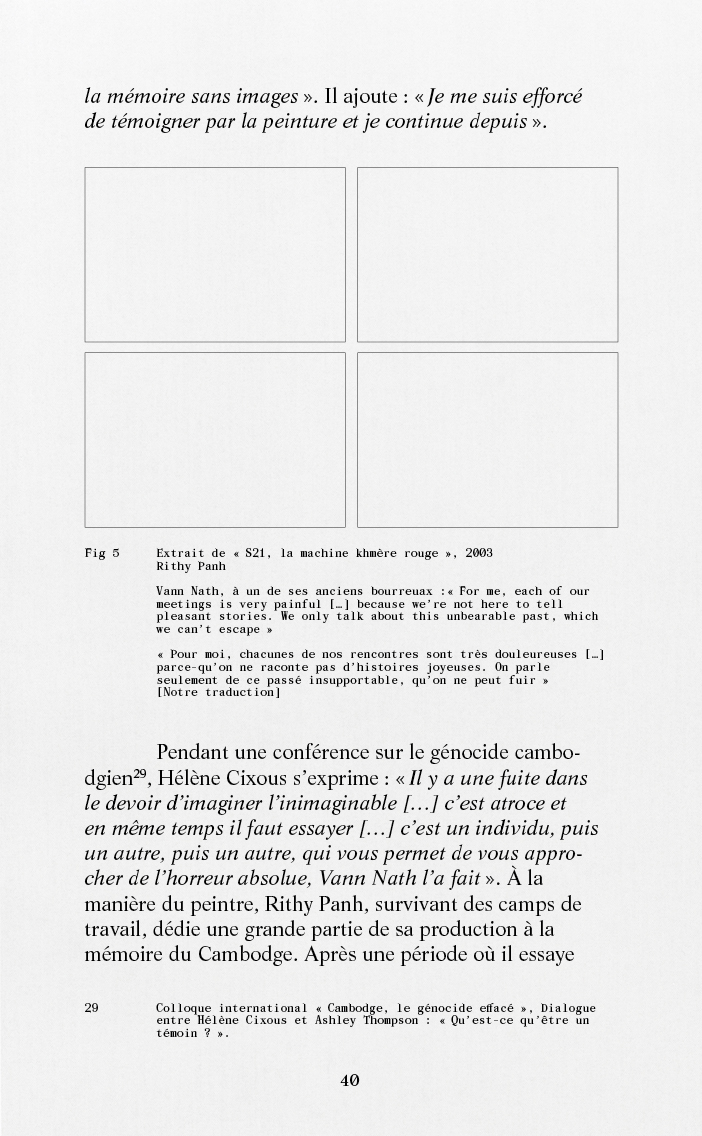 la mémoire sans images ». Il ajoute : « Je me suis efforcé
de témoigner par la peinture et je continue depuis ».
Fig 5 Extrait de « S21, la machine khmère rouge », 2003
Rithy Panh
Vann Nath, à un de ses anciens bourreuax :« For me, each of our
meetings is very painful […] because we're not here to tell
pleasant stories. We only talk about this unbearable past, which
we can't escape »
« Pour moi, chacunes de nos rencontres sont très douleureuses […]
parce-qu'on ne raconte pas d'histoires joyeuses. On parle
seulement de ce passé insupportable, qu'on ne peut fuir »
[Notre traduction]
Pendant une conférence sur le génocide cambo-
dgien²⁹, Hélène Cixous s'exprime : « Il y a une fuite dans
le devoir d'imaginer l'inimaginable […] c'est atroce et
en même temps il faut essayer […] c'est un individu, puis
un autre, puis un autre, qui vous permet de vous appro-
cher de l'horreur absolue, Vann Nath l'a fait ». À la
manière du peintre, Rithy Panh, survivant des camps de
travail, dédie une grande partie de sa production à la
mémoire du Cambodge. Après une période où il essaye
29 Colloque international « Cambodge, le génocide effacé », Dialogue
entre Hélène Cixous et Ashley Thompson : « Qu'est-ce qu'être un
témoin ? ».
40